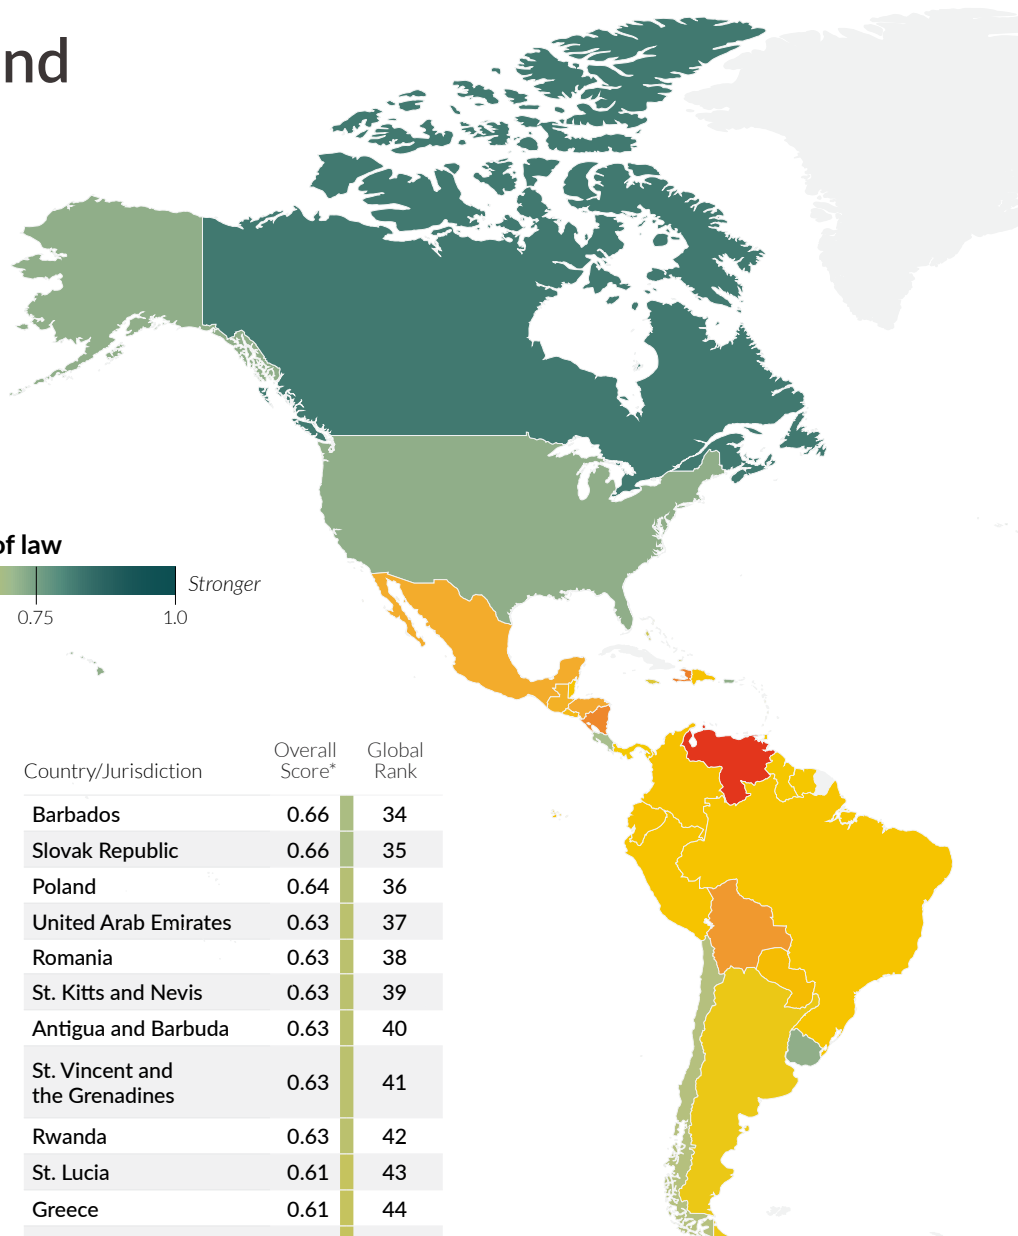 nd
of law
Stronger
0.75 1.0
Country/Jurisdiction Overall Score* Global Rank
Barbados 0.66 34
Slovak Republic 0.66 35
Poland 0.64 36
United Arab Emirates 0.63 37
Romania 0.63 38
St. Kitts and Nevis 0.63 39
Antigua and Barbuda 0.63 40
St. Vincent and
the Grenadines 0.63 41
Rwanda 0.63 42
St. Lucia 0.61 43
Greece 0.61 44